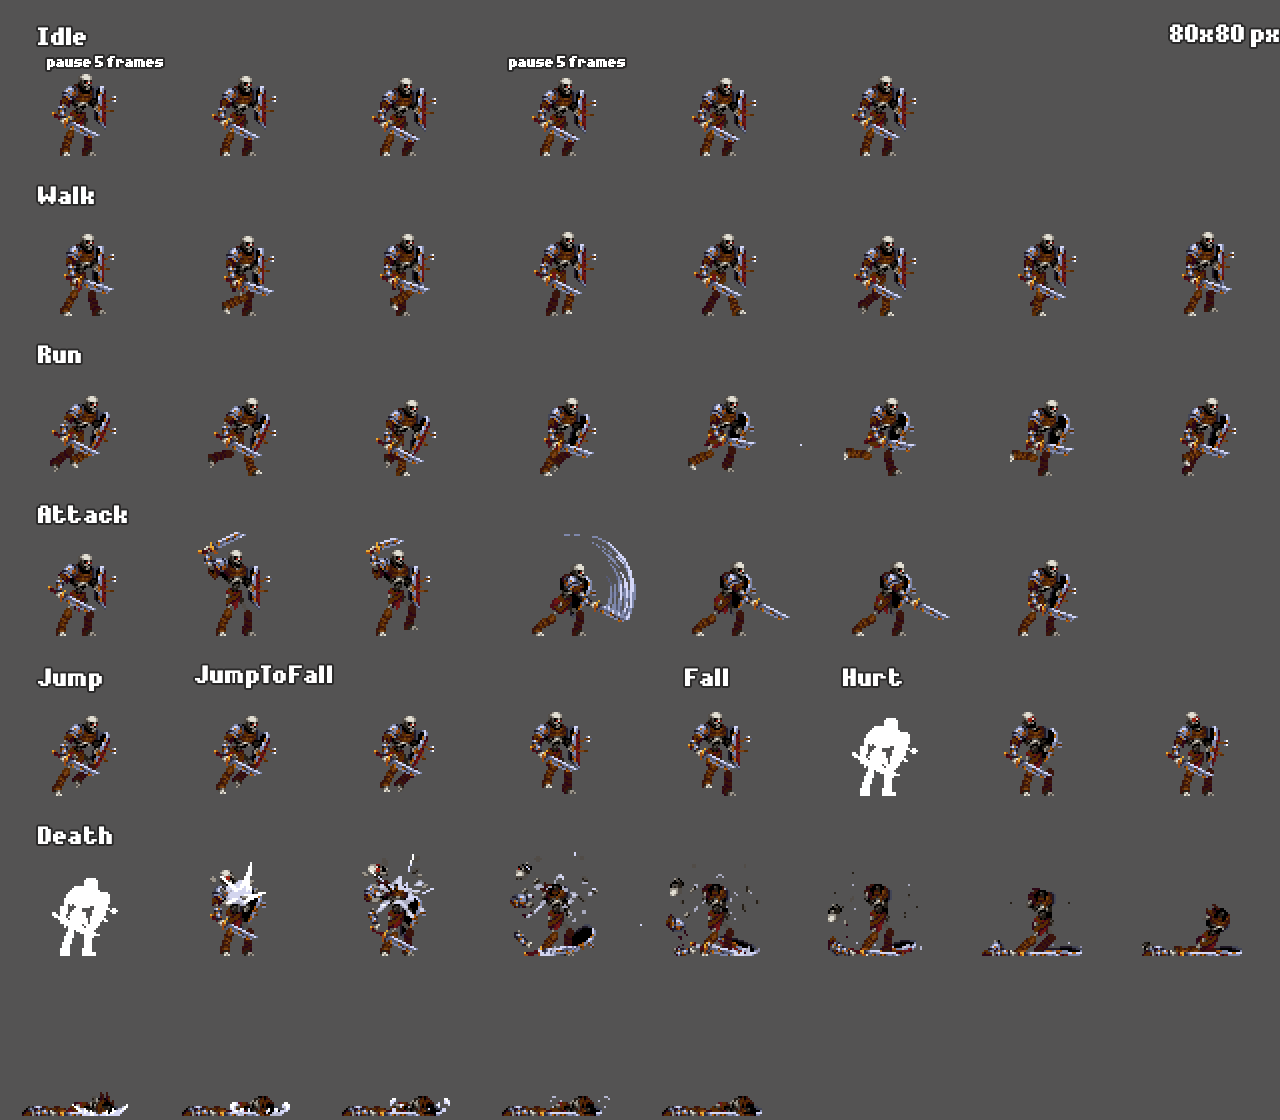 Idle
80x80 px
pause 5 frames
pause 5 frames
Walk
Run
Attack
Jump
JumpToFall
Fall
Hurt
Death